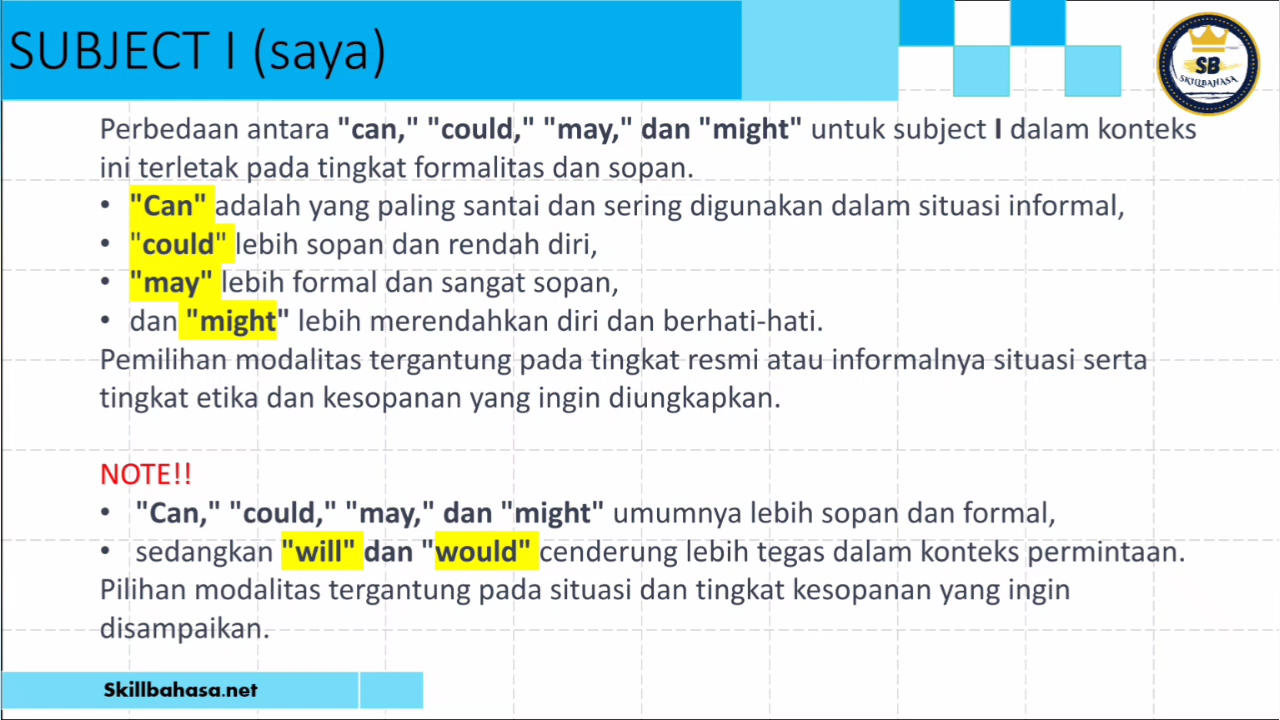 SUBJECT I (saya)
SB
SKILLBAHASA
Perbedaan antara "can," "could," "may," dan "might" untuk subject I dalam konteks
ini terletak pada tingkat formalitas dan sopan.
• "Can" adalah yang paling santai dan sering digunakan dalam situasi informal,
• "could" lebih sopan dan rendah diri,
• "may" lebih formal dan sangat sopan,
• dan "might" lebih merendahkan diri dan berhati-hati.
Pemilihan modalitas tergantung pada tingkat resmi atau informalnya situasi serta
tingkat etika dan kesopanan yang ingin diungkapkan.
NOTE!!
• "Can," "could," "may," dan "might" umumnya lebih sopan dan formal,
• sedangkan "will" dan "would" cenderung lebih tegas dalam konteks permintaan.
Pilihan modalitas tergantung pada situasi dan tingkat kesopanan yang ingin
disampaikan.
Skillbahasa.net